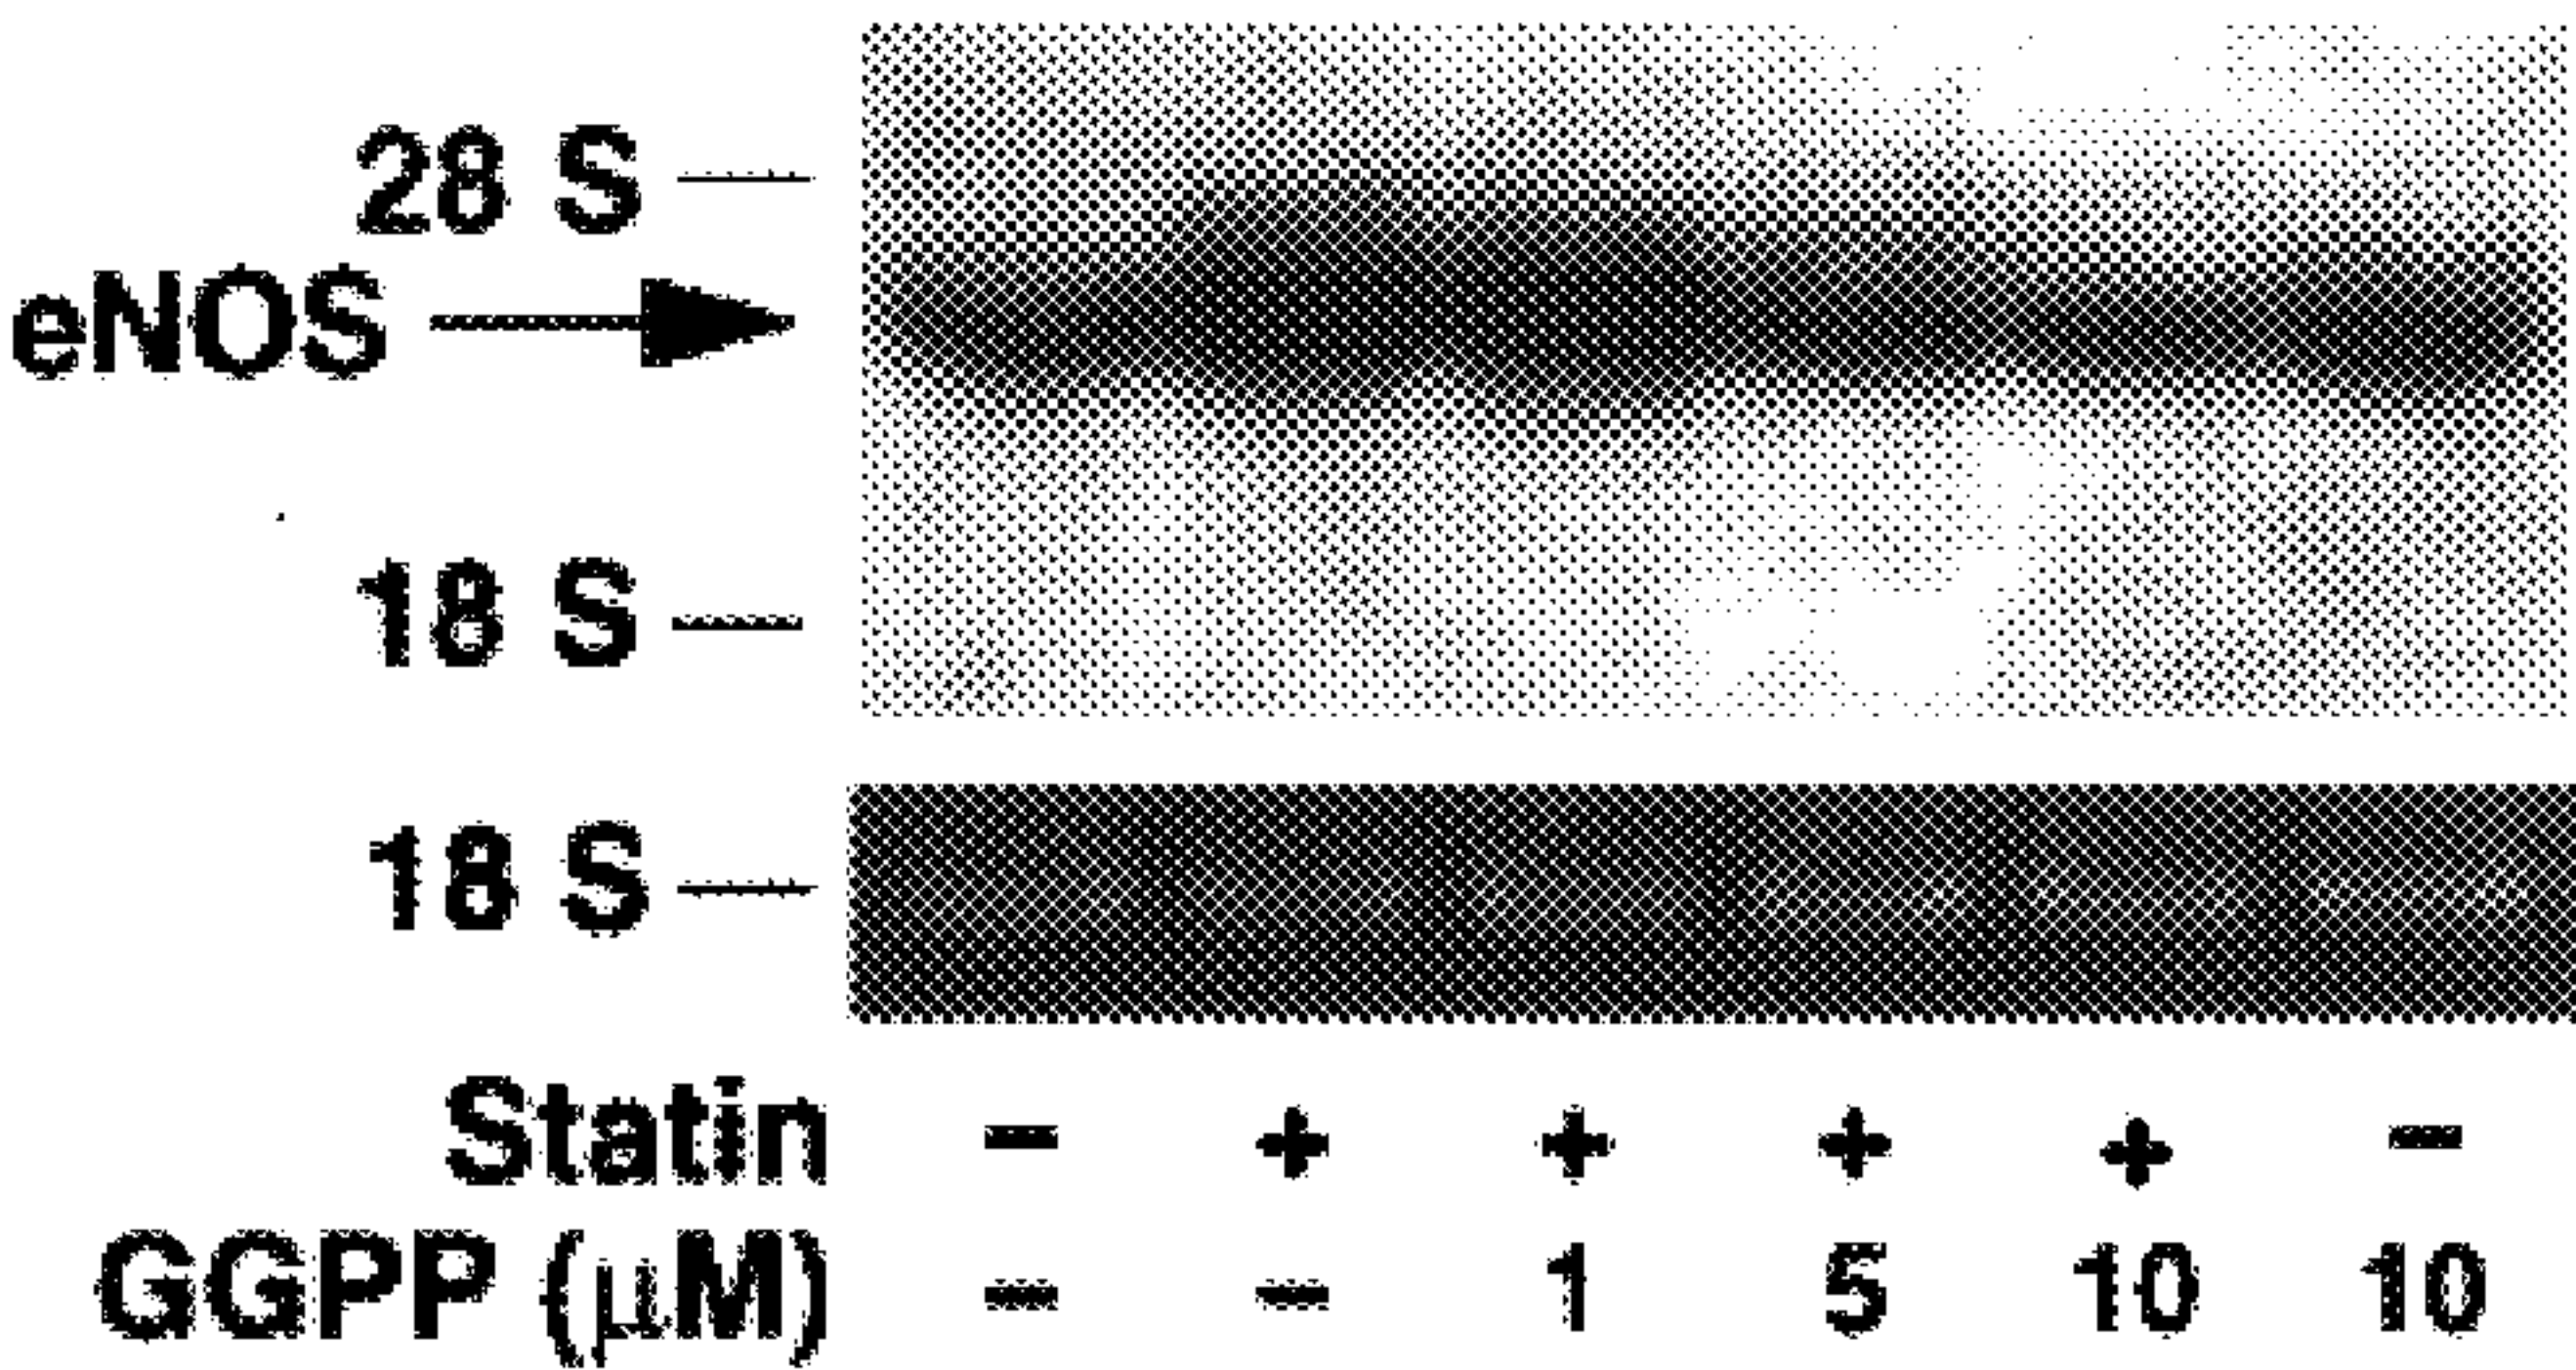 28 S
eNOS
18 S
18 S
Statin − + + + + −
GGPP (μM) − − 1 5 10 10